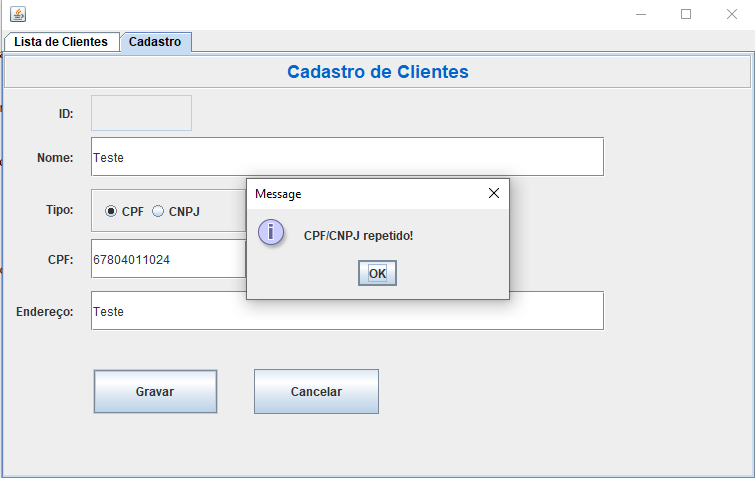 Lista de Clientes Cadastro
Cadastro de Clientes
ID:
Nome: Teste
Message
Tipo: CPF CNPJ
CPF/CNPJ repetido!
CPF: 67804011024
OK
Endereço: Teste
Gravar Cancelar